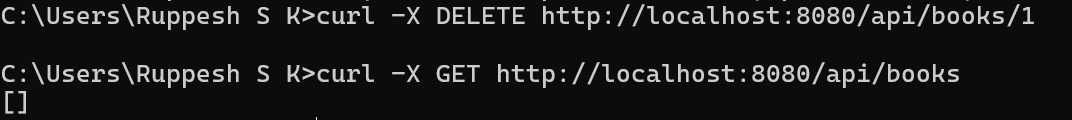 C:\Users\Ruppesh S K>curl -X DELETE http://localhost:8080/api/books/1
C:\Users\Ruppesh S K>curl -X GET http://localhost:8080/api/books
[]